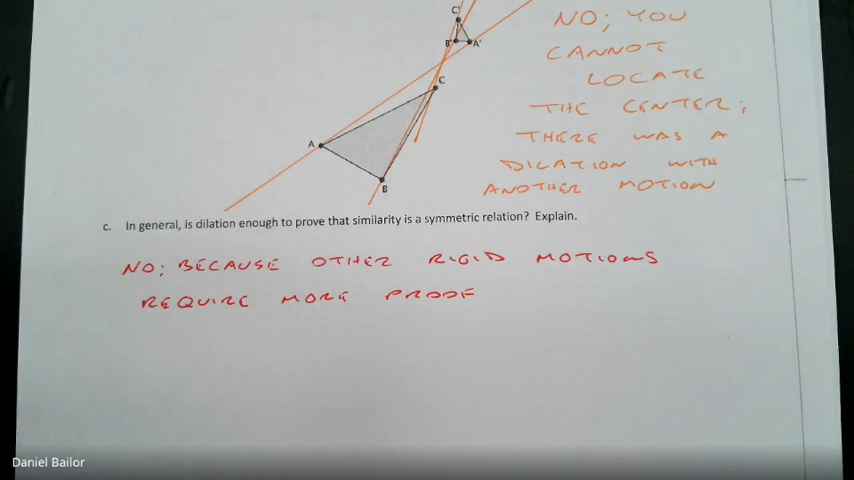 C'
B' A'
C
A
B
NO; YOU
CANNOT
LOCATE
THE CENTER;
THERE WAS A
DILATION WITH
ANOTHER MOTION
c. In general, is dilation enough to prove that similarity is a symmetric relation? Explain.
NO; BECAUSE OTHER RIGID MOTIONS
REQUIRE MORE PROOF
Daniel Bailor